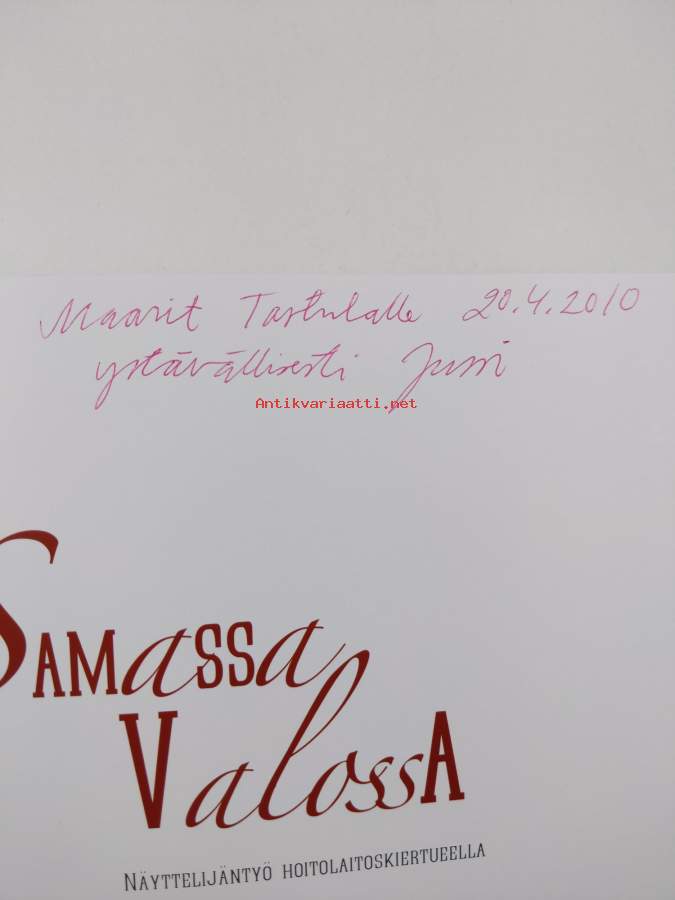 Maarit Tastulalle 20.4.2010
ystävällisesti Jussi
Antikvariaatti.net
SAMASSA
VALOSSA
NÄYTTELIJÄNTYÖ HOITOLAITOSKIERTUEELLA